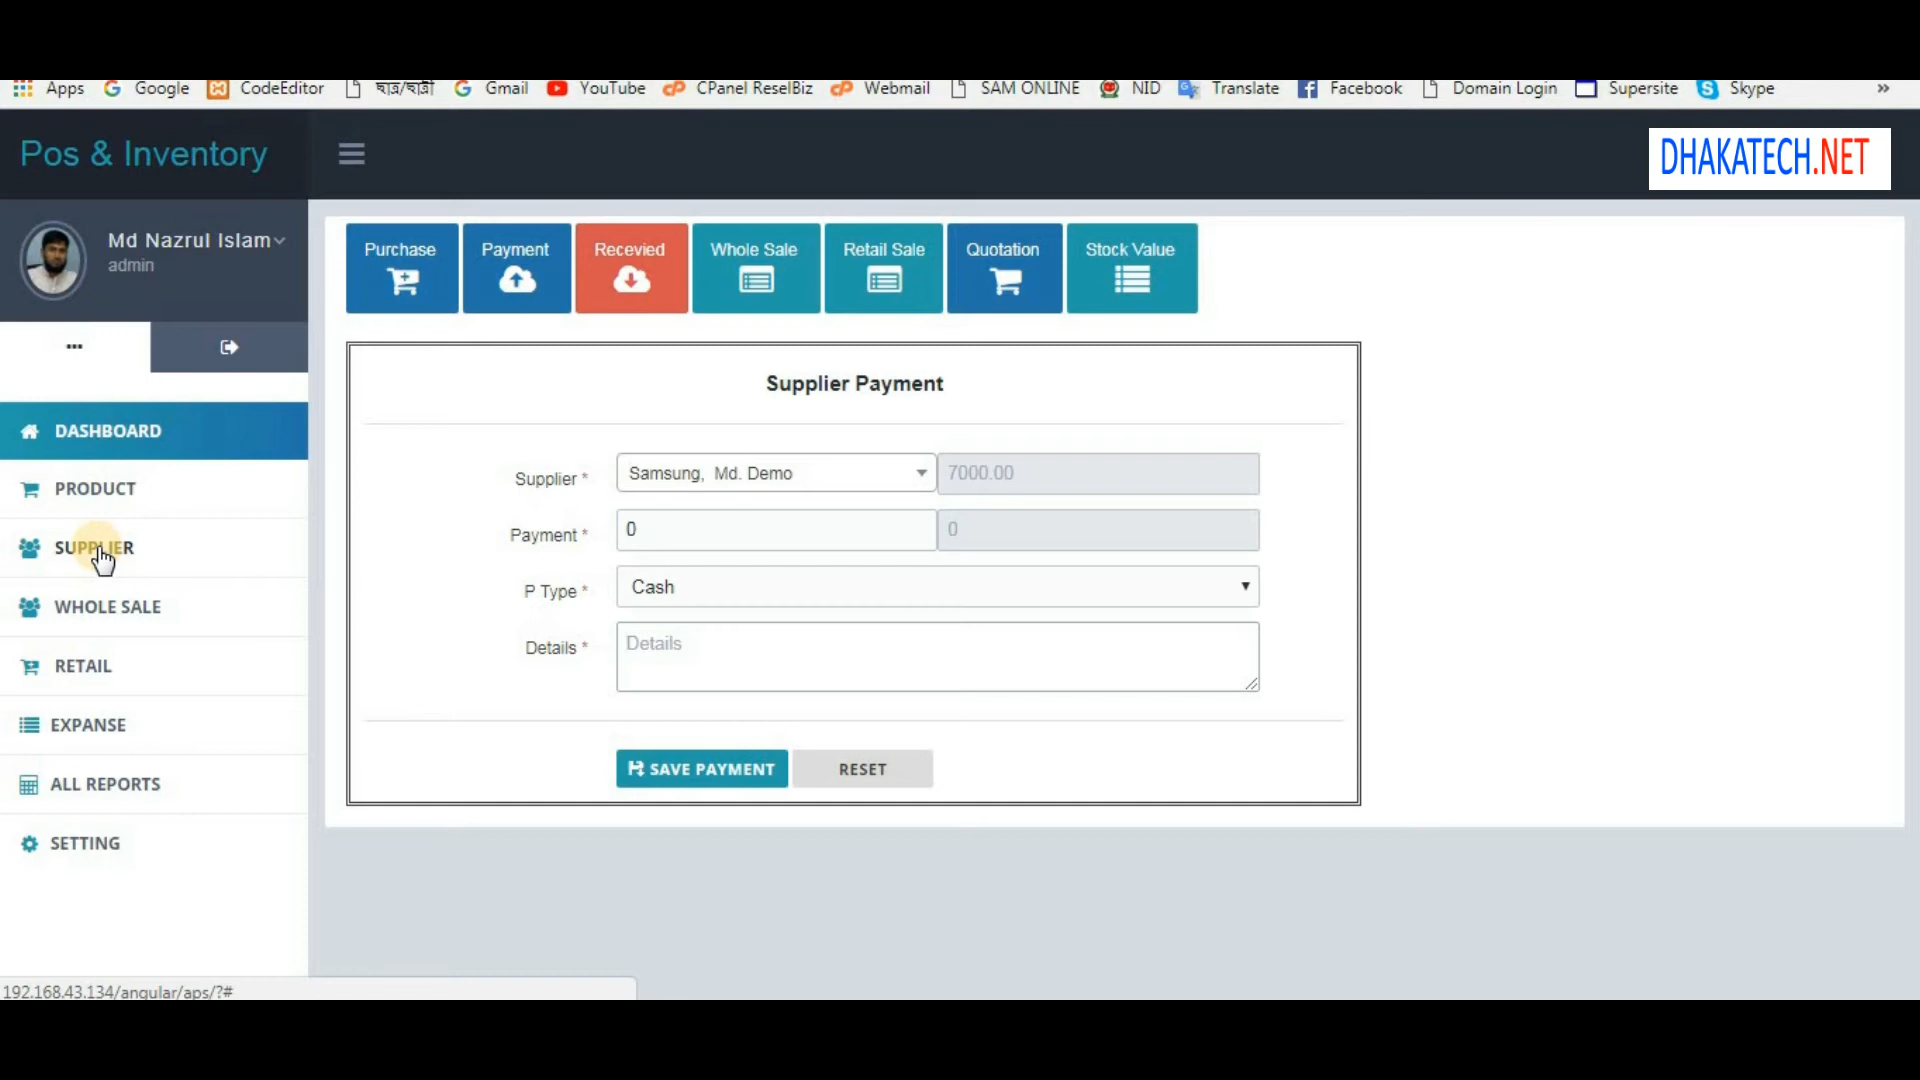 Apps Google CodeEditor ছাত্র/ছাত্রী Gmail YouTube CPanel ReselBiz Webmail SAM ONLINE NID Translate Facebook Domain Login Supersite Skype »
Pos & Inventory
DHAKATECH.NET
Md Nazrul Islam
admin
Purchase Payment Recevied Whole Sale Retail Sale Quotation Stock Value
Supplier Payment
DASHBOARD
PRODUCT
SUPPLIER
WHOLE SALE
RETAIL
EXPANSE
ALL REPORTS
SETTING
Supplier * Samsung, Md. Demo 7000.00
Payment * 0 0
P Type * Cash
Details * Details
SAVE PAYMENT RESET
192.168.43.134/angular/aps/?#